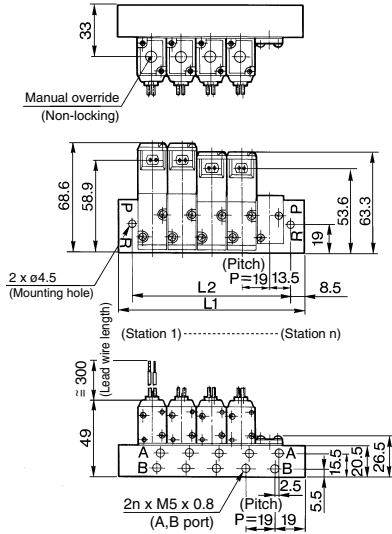 33
Manual override
(Non-locking)
68.6
58.9
P
R
P
R
19
53.6
63.3
2 x ø4.5
(Mounting hole)
(Pitch)
P=19 13.5
L2
8.5
L1
(Station 1) ---------------- (Station n)
≈ 300
(Lead wire length)
49
A
B
A
B
15.5
20.5
26.5
2.5
5.5
2n x M5 x 0.8
(A,B port)
(Pitch)
P=19 19